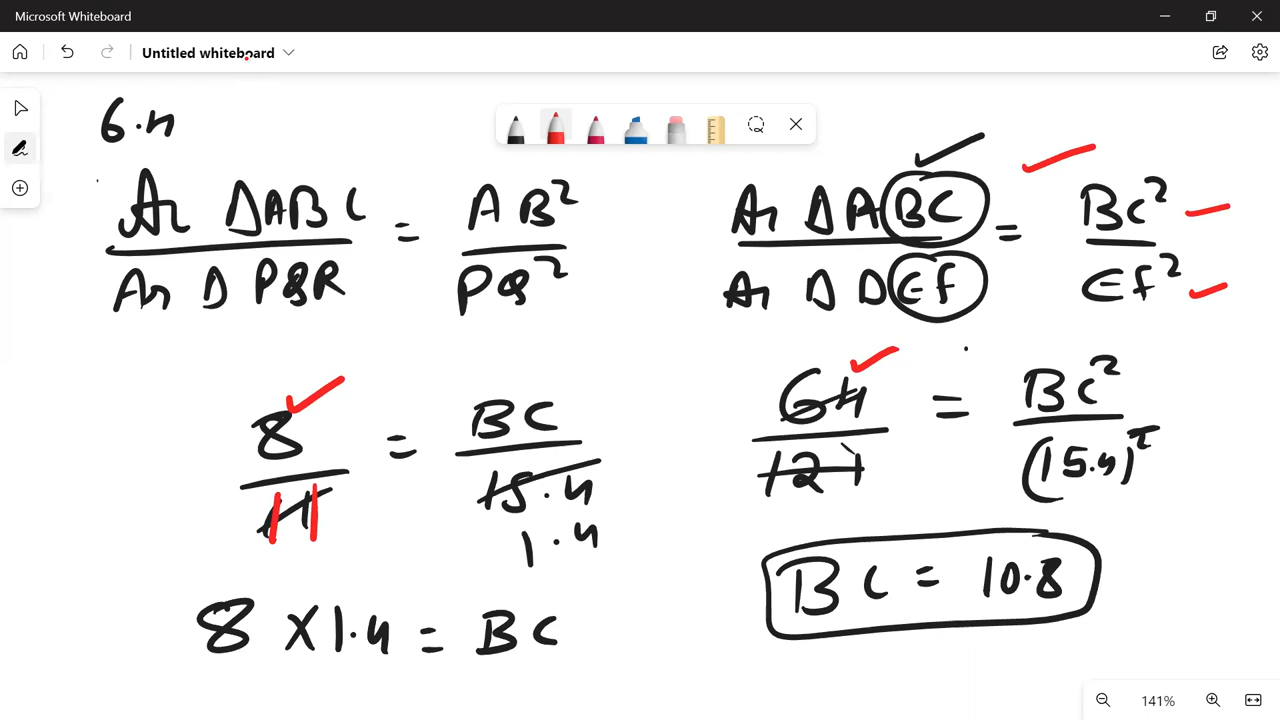 Microsoft Whiteboard
Untitled whiteboard
6.4
Ar ΔABC / Ar Δ PQR = AB² / PQ²
8 / 11 = BC / 15.4
1.4
8 × 1.4 = BC
Ar ΔABC / Ar Δ DEF = BC² / EF²
64 / 121 = BC² / (15.4)²
BC = 10.8
141%